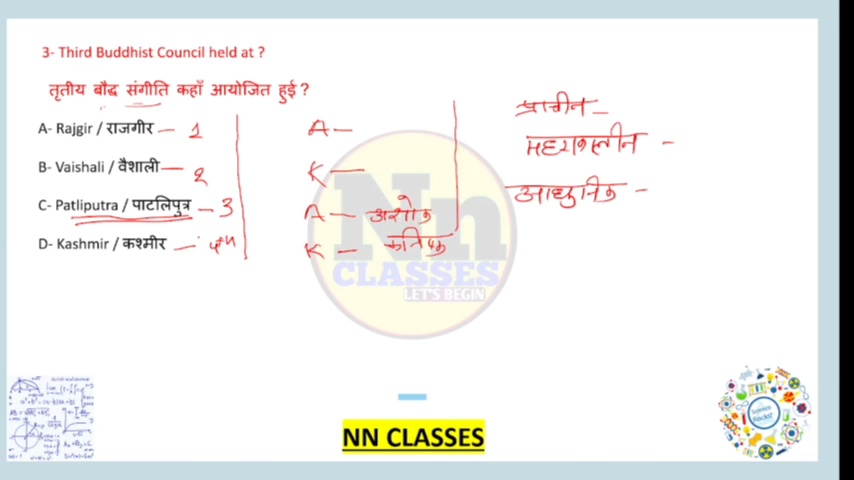 3- Third Buddhist Council held at ?
तृतीय बौद्ध संगीति कहाँ आयोजित हुई ?
A- Rajgir / राजगीर — 1
B- Vaishali / वैशाली — 2
C- Patliputra / पाटलिपुत्र — 3
D- Kashmir / कश्मीर — 4th
A —
K —
A — अशोक
K — कनिष्क
प्राचीन —
मध्यकालीन —
आधुनिक —
Nn
CLASSES
LET'S BEGIN
NN CLASSES